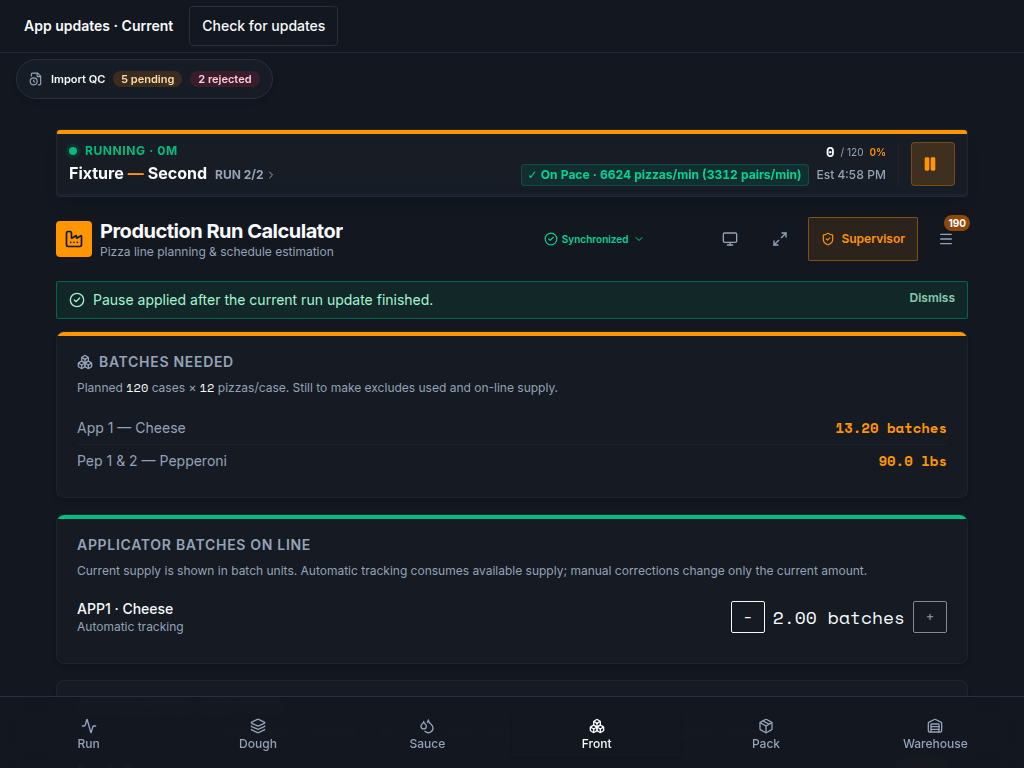 App updates · Current
Check for updates
Import QC
5 pending
2 rejected
RUNNING · 0M
Fixture — Second RUN 2/2
0 / 120 0%
✓ On Pace · 6624 pizzas/min (3312 pairs/min)
Est 4:58 PM
Production Run Calculator
Pizza line planning & schedule estimation
Synchronized
Supervisor
190
Pause applied after the current run update finished.
Dismiss
BATCHES NEEDED
Planned 120 cases × 12 pizzas/case. Still to make excludes used and on-line supply.
App 1 — Cheese
13.20 batches
Pep 1 & 2 — Pepperoni
90.0 lbs
APPLICATOR BATCHES ON LINE
Current supply is shown in batch units. Automatic tracking consumes available supply; manual corrections change only the current amount.
APP1 · Cheese
Automatic tracking
- 2.00 batches +
Run
Dough
Sauce
Front
Pack
Warehouse